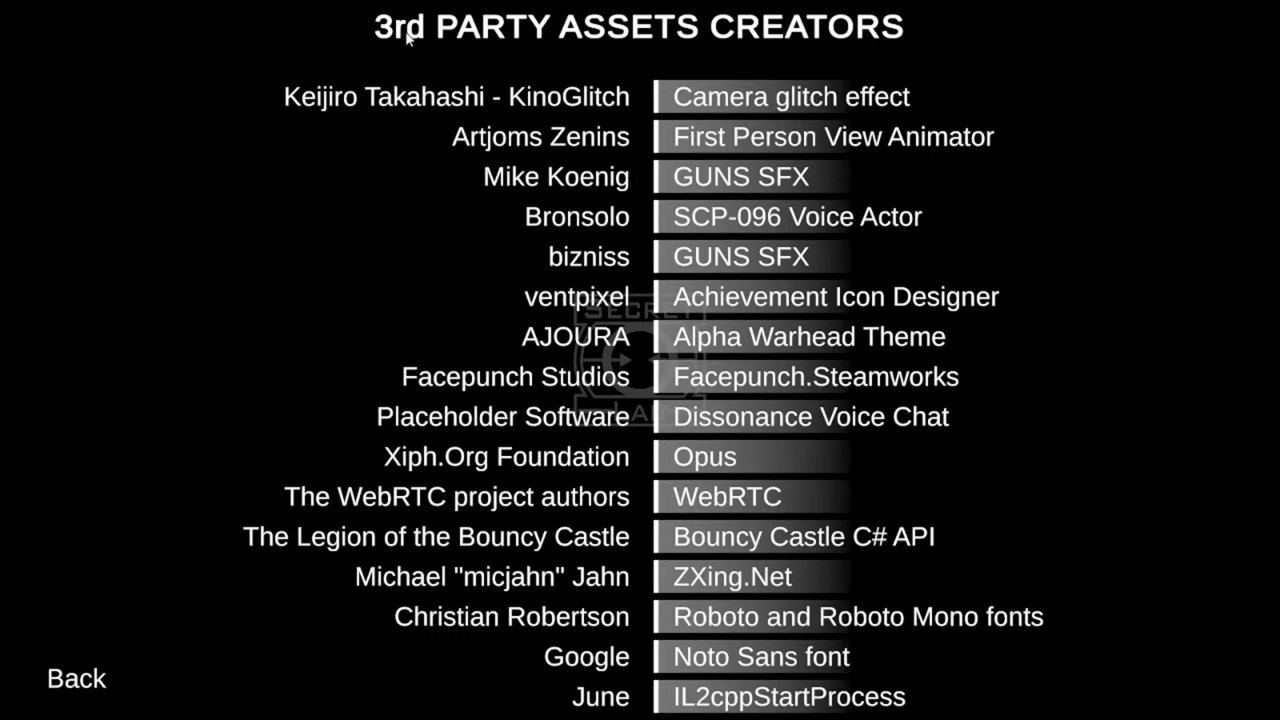 3rd PARTY ASSETS CREATORS
Keijiro Takahashi - KinoGlitch Camera glitch effect
Artjoms Zenins First Person View Animator
Mike Koenig GUNS SFX
Bronsolo SCP-096 Voice Actor
bizniss GUNS SFX
ventpixel Achievement Icon Designer
SECRET
AJOURA Alpha Warhead Theme
Facepunch Studios Facepunch.Steamworks
Placeholder Software Dissonance Voice Chat
Xiph.Org Foundation Opus
The WebRTC project authors WebRTC
The Legion of the Bouncy Castle Bouncy Castle C# API
Michael "micjahn" Jahn ZXing.Net
Christian Robertson Roboto and Roboto Mono fonts
Google Noto Sans font
Back
June IL2cppStartProcess